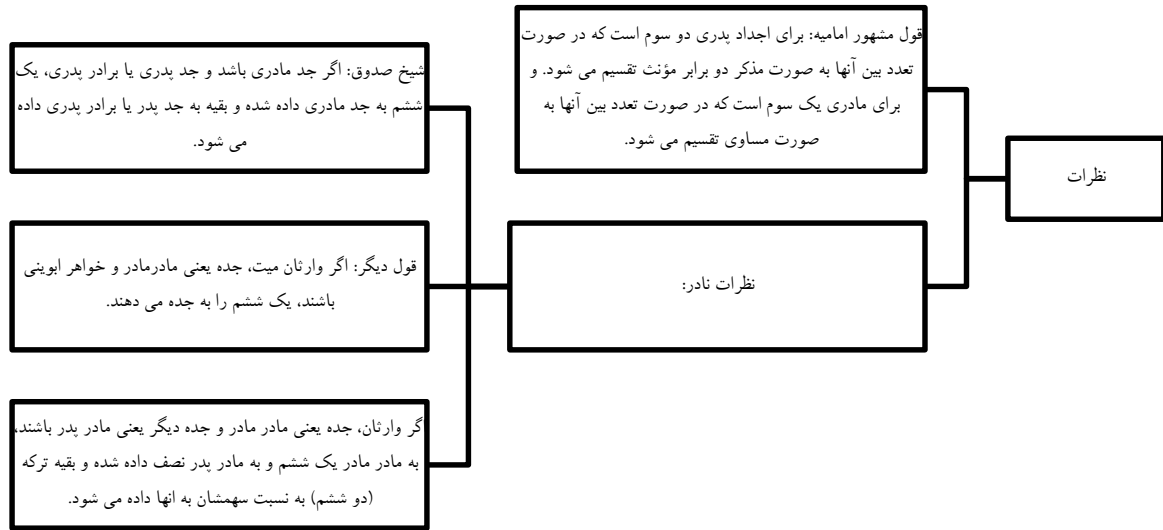 نظرات
قول مشهور امامیه: برای اجداد پدری دو سوم است که در صورت
تعدد بین آنها به صورت مذکر دو برابر مؤنث تقسیم می شود. و
برای مادری یک سوم است که در صورت تعدد بین آنها به
صورت مساوی تقسیم می شود.
نظرات نادر:
شیخ صدوق: اگر جد مادری باشد و جد پدری یا برادر پدری، یک
ششم به جد مادری داده شده و بقیه به جد پدر یا برادر پدری داده
می شود.
قول دیگر: اگر وارثان میت، جده یعنی مادرمادر و خواهر ابوینی
باشند، یک ششم را به جده می دهند.
گر وارثان، جده یعنی مادر مادر و جده دیگر یعنی مادر پدر باشند،
به مادر مادر یک ششم و به مادر پدر نصف داده شده و بقیه ترکه
(دو ششم) به نسبت سهمشان به انها داده می شود.